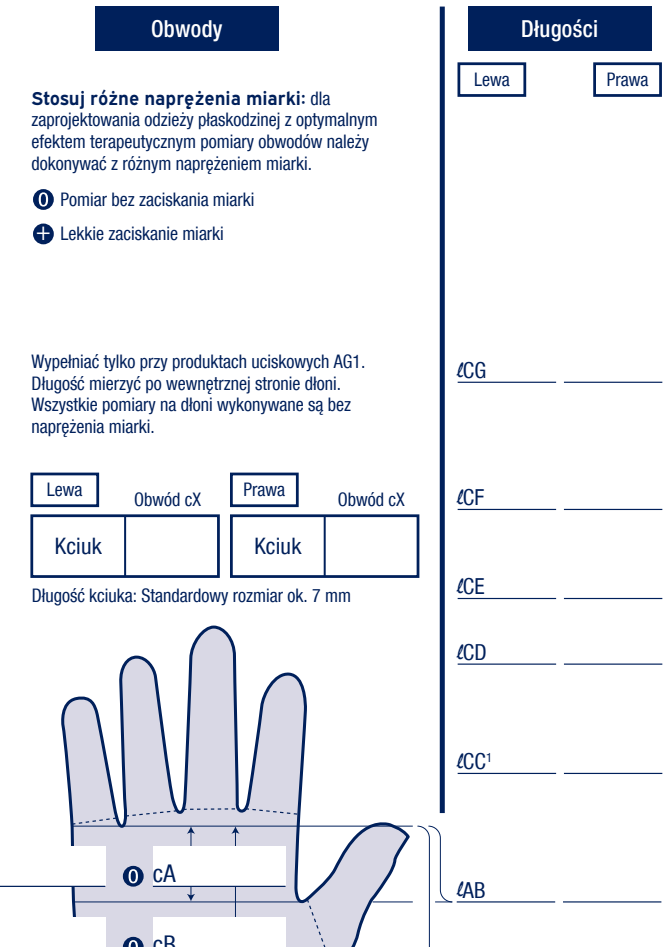 Obwody
Długości
Lewa
Prawa
Stosuj różne naprężenia miarki: dla
zaprojektowania odzieży płaskodzinej z optymalnym
efektem terapeutycznym pomiary obwodów należy
dokonywać z różnym naprężeniem miarki.
0 Pomiar bez zaciskania miarki
+ Lekkie zaciskanie miarki
Wypełniać tylko przy produktach uciskowych AG1.
Długość mierzyć po wewnętrznej stronie dłoni.
Wszystkie pomiary na dłoni wykonywane są bez
naprężenia miarki.
Lewa
Obwód cX
Prawa
Obwód cX
Kciuk
Kciuk
Długość kciuka: Standardowy rozmiar ok. 7 mm
0 cA
0 cB
ℓCG
ℓCF
ℓCE
ℓCD
ℓCC¹
ℓAB